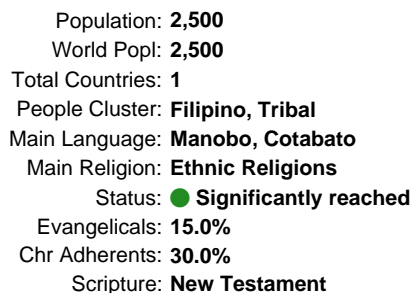 Population: 2,500
World Popl: 2,500
Total Countries: 1
People Cluster: Filipino, Tribal
Main Language: Manobo, Cotabato
Main Religion: Ethnic Religions
Status: Significantly reached
Evangelicals: 15.0%
Chr Adherents: 30.0%
Scripture: New Testament